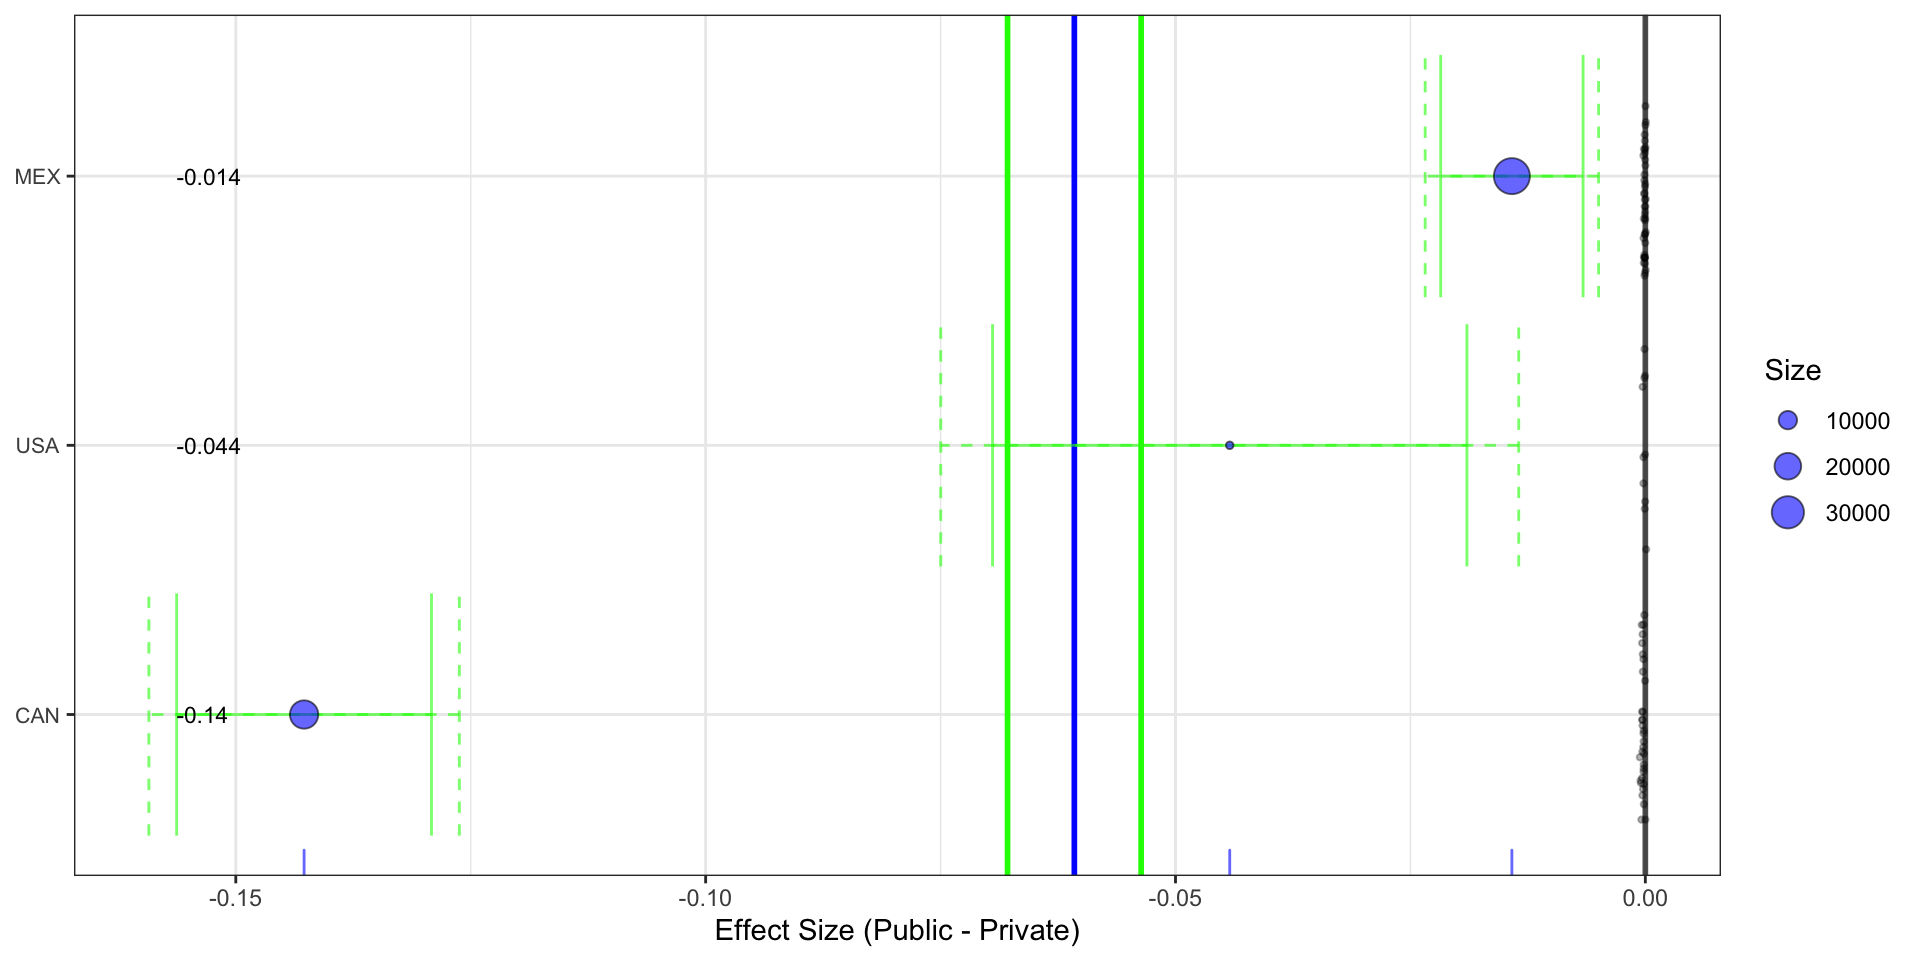 MEX -0.014
USA -0.044
CAN -0.14
-0.15 -0.10 -0.05 0.00
Effect Size (Public - Private)
Size
10000
20000
30000